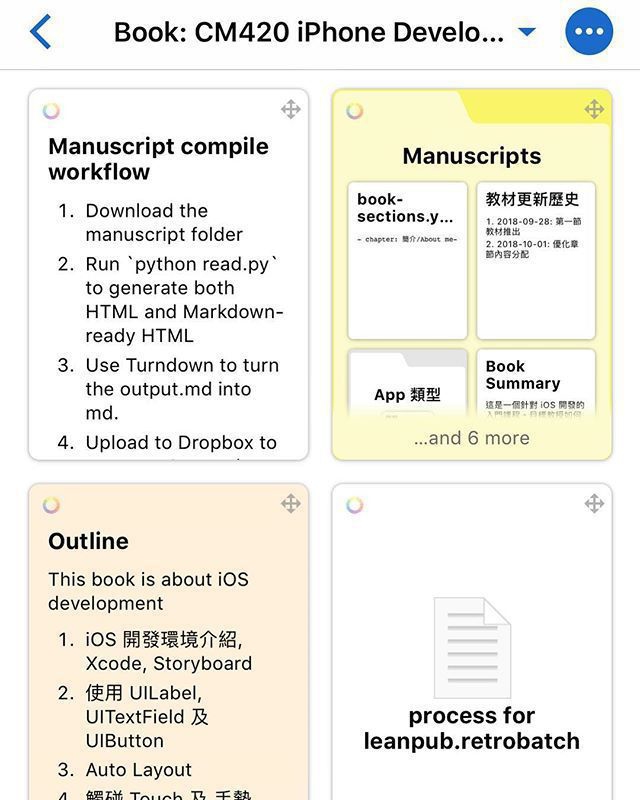 Book: CM420 iPhone Develo...
Manuscript compile
workflow
1. Download the
manuscript folder
2. Run `python read.py`
to generate both
HTML and Markdown-
ready HTML
3. Use Turndown to turn
the output.md into
md.
4. Upload to Dropbox to
Manuscripts
book-
sections.y...
- chapter: 簡介/About me-
教材更新歷史
1. 2018-09-28: 第一節
教材推出
2. 2018-10-01: 優化章
節內容分配
App 類型
Book
Summary
這是一個針對 iOS 開發的
...and 6 more
Outline
This book is about iOS
development
1. iOS 開發環境介紹,
Xcode, Storyboard
2. 使用 UILabel,
UITextField 及
UIButton
3. Auto Layout
4. 觸碰 Touch 及 手勢
process for
leanpub.retrobatch